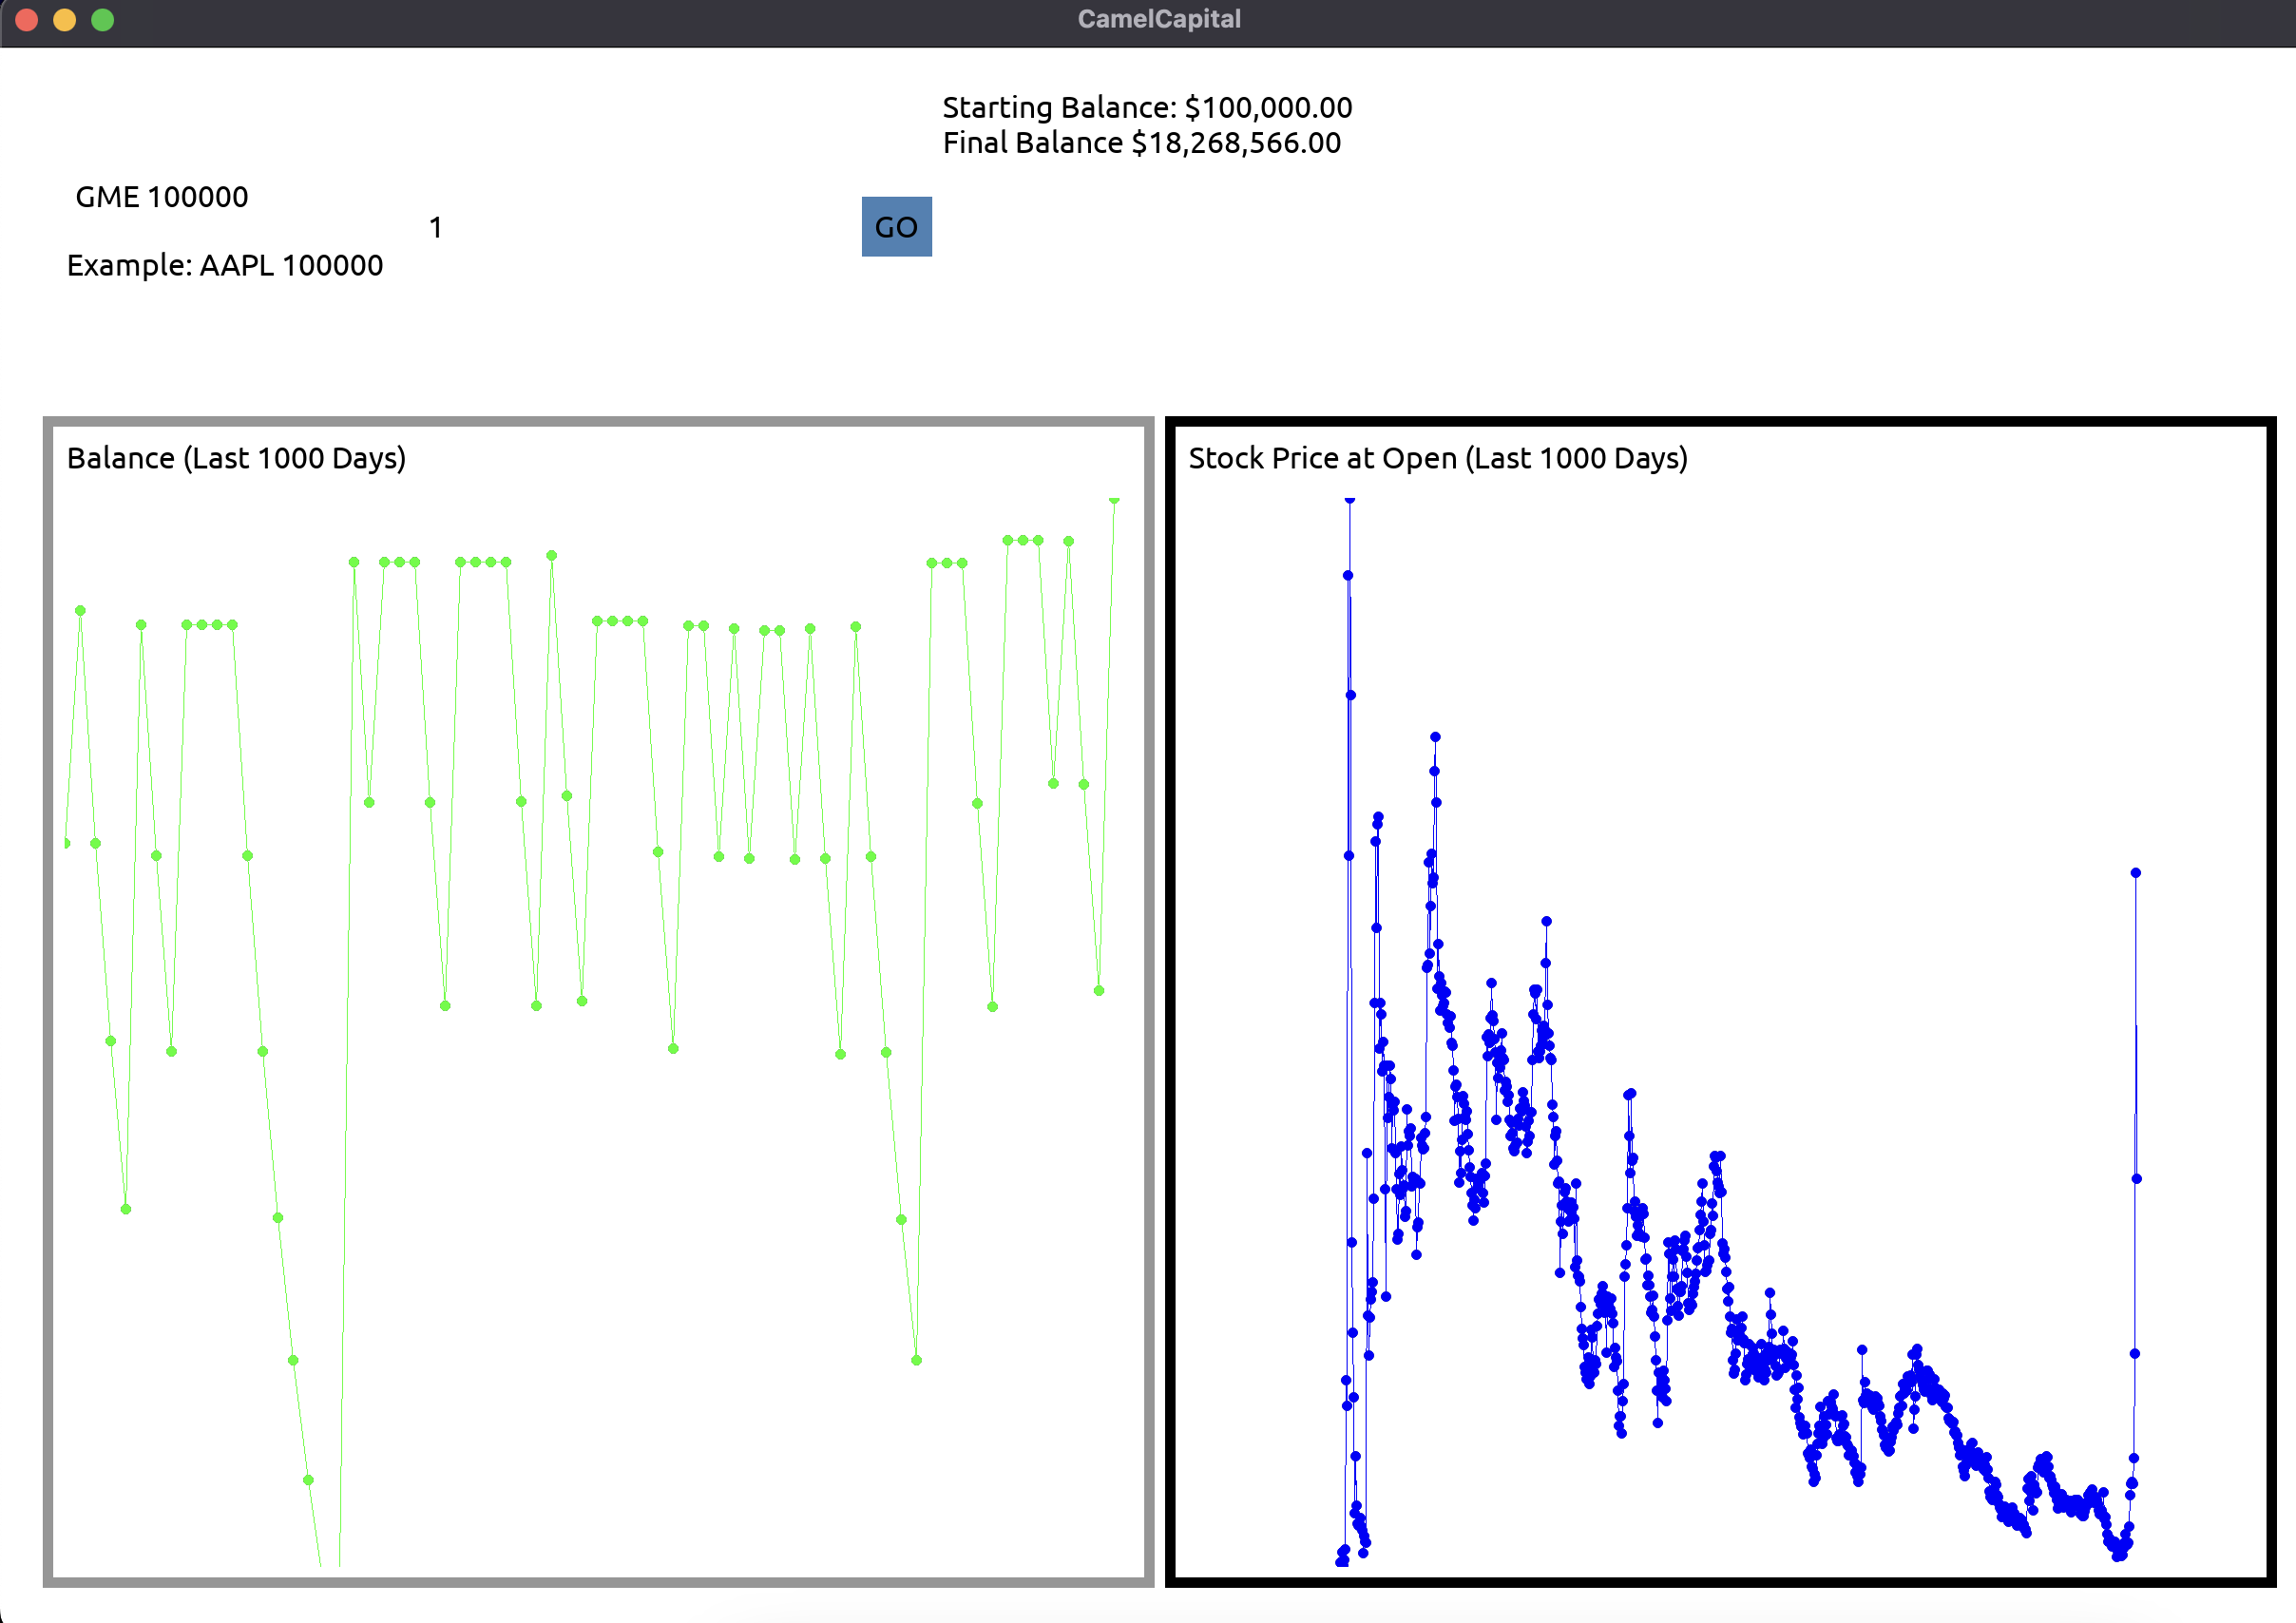 CamelCapital
Starting Balance: $100,000.00
Final Balance $18,268,566.00
GME 100000
1
GO
Example: AAPL 100000
Balance (Last 1000 Days)
Stock Price at Open (Last 1000 Days)